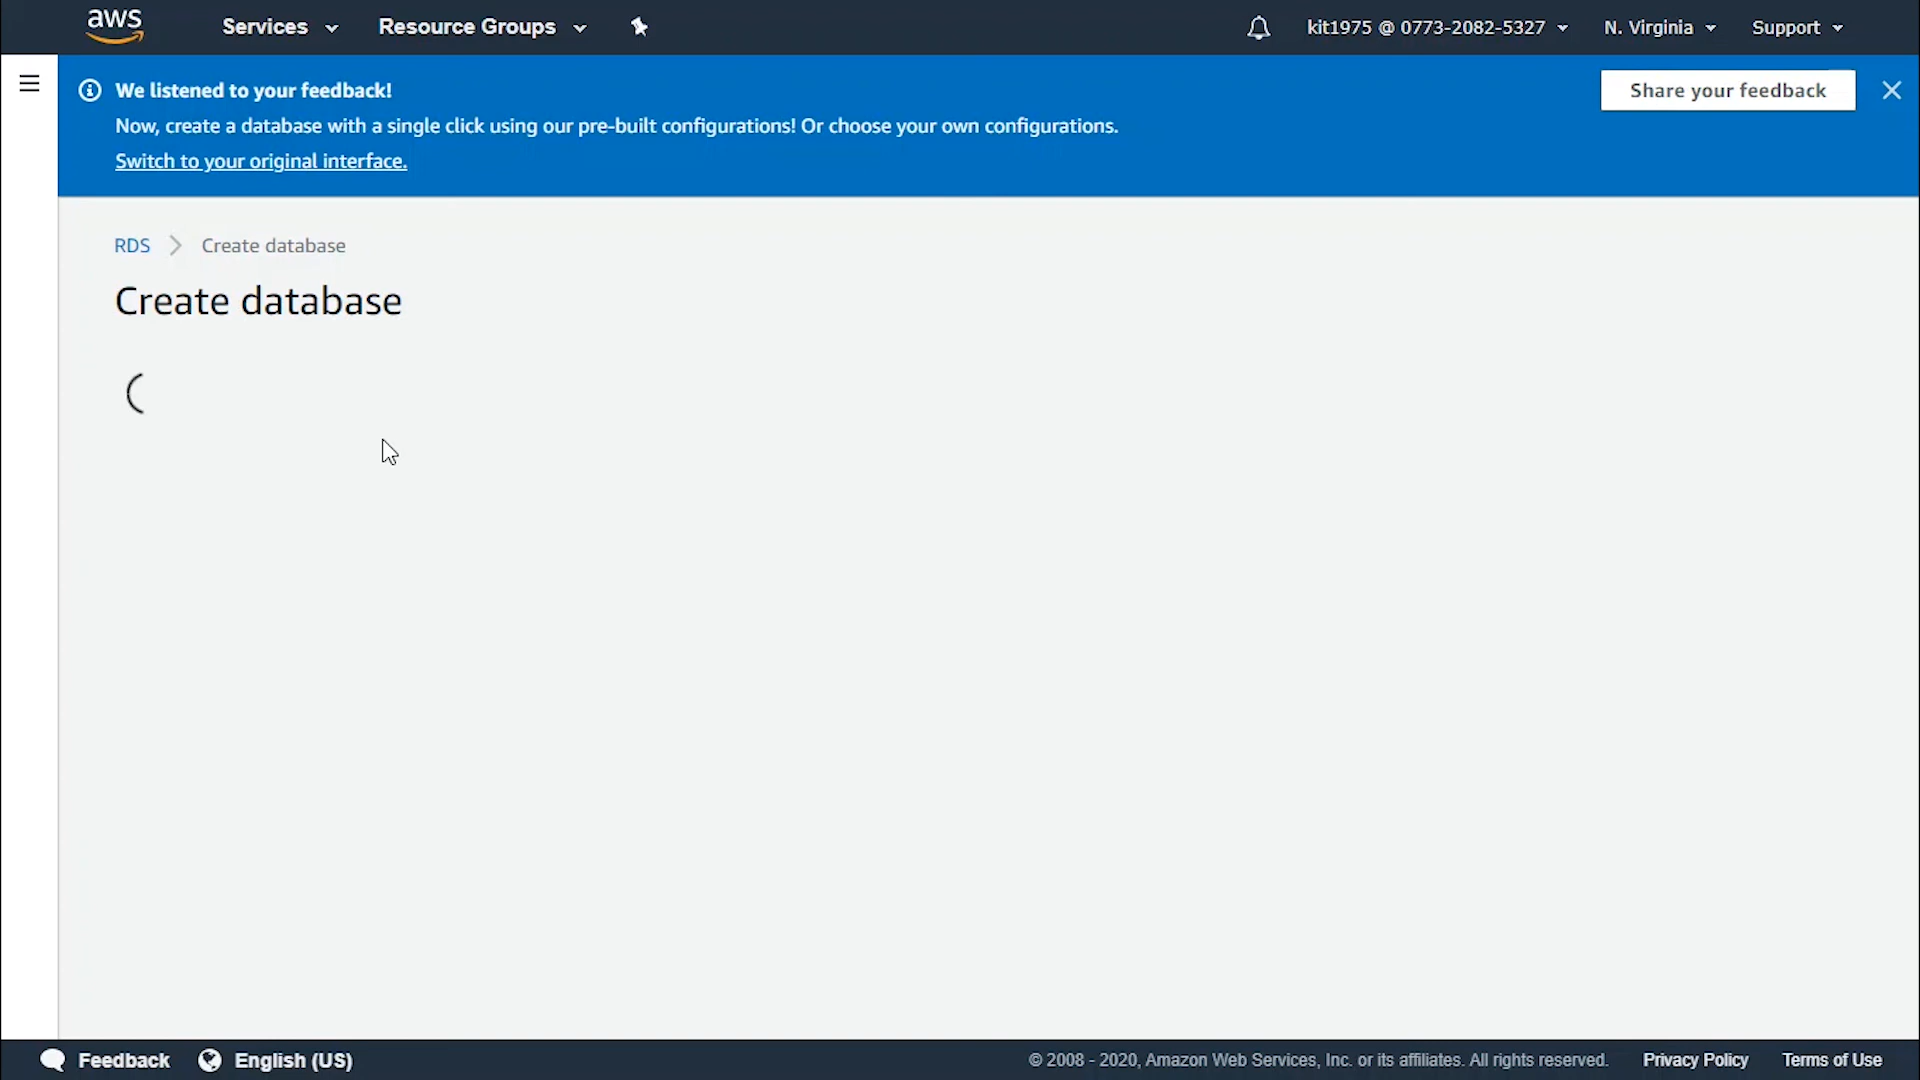 aws Services Resource Groups kit1975 @ 0773-2082-5327 N. Virginia Support
We listened to your feedback! Share your feedback
Now, create a database with a single click using our pre-built configurations! Or choose your own configurations.
Switch to your original interface.
RDS Create database
Create database
Feedback English (US) © 2008 - 2020, Amazon Web Services, Inc. or its affiliates. All rights reserved. Privacy Policy Terms of Use